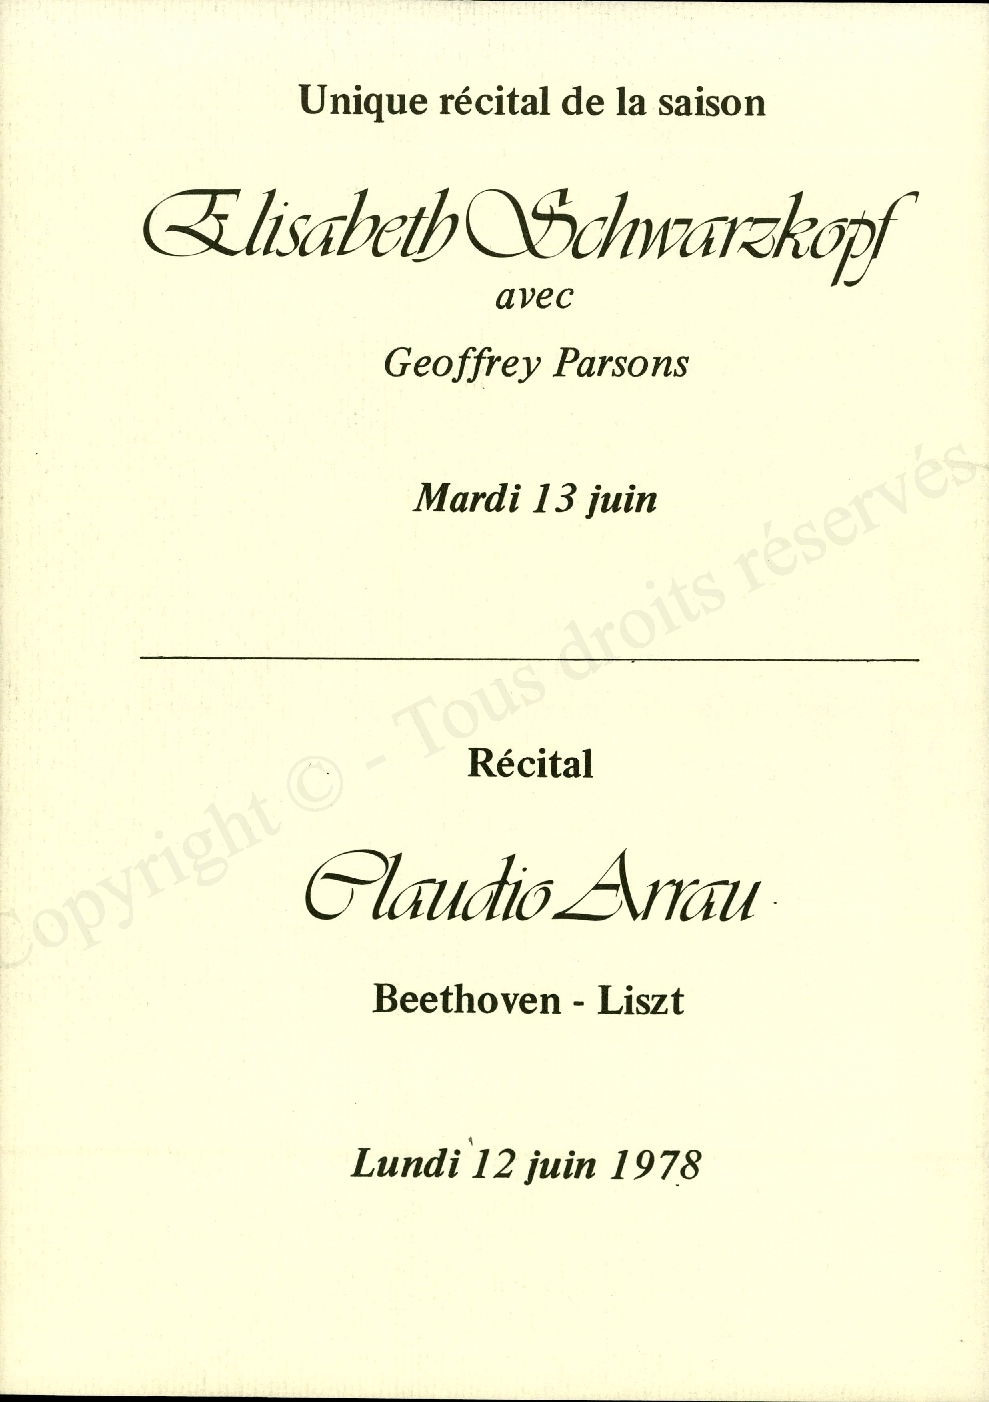 Unique récital de la saison
Elisabeth Schwarzkopf
avec
Geoffrey Parsons
Mardi 13 juin
Copyright © - Tous droits réservés
Récital
Claudio Arrau
Beethoven - Liszt
Lundi 12 juin 1978